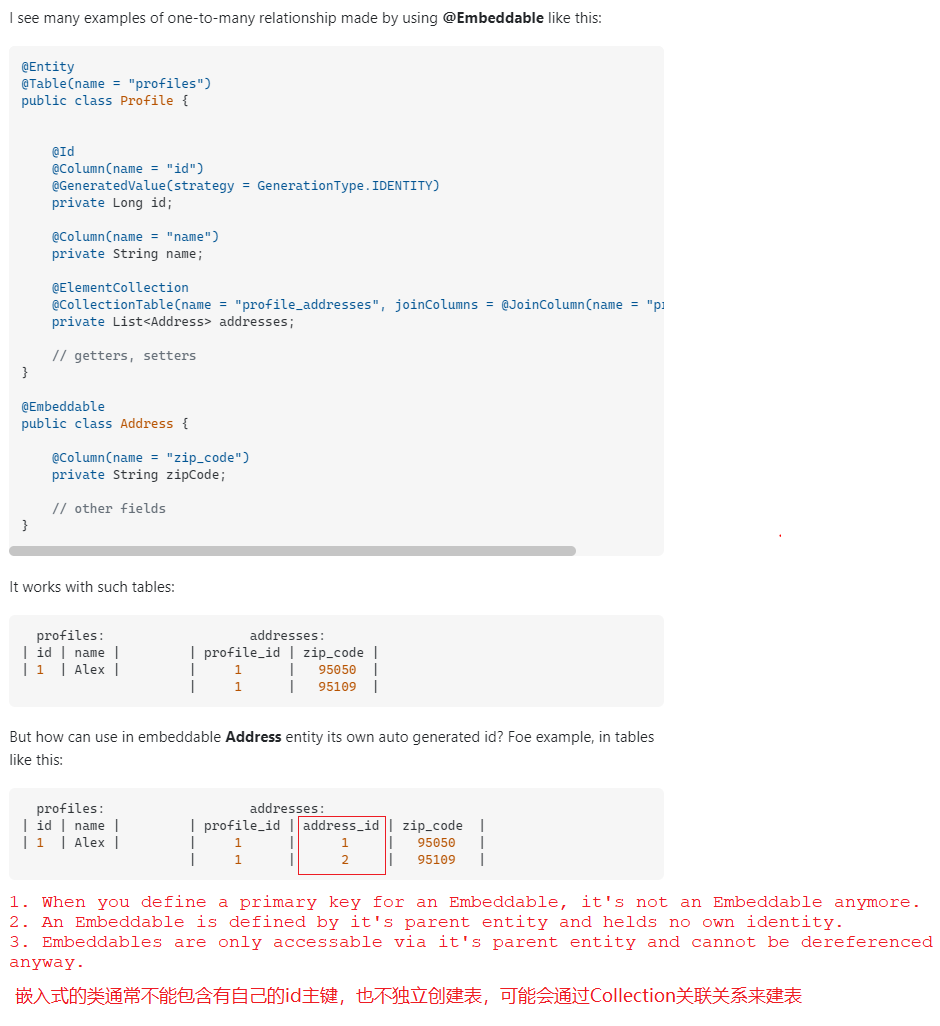 I see many examples of one-to-many relationship made by using @Embeddable like this:
@Entity
@Table(name = "profiles")
public class Profile {
@Id
@Column(name = "id")
@GeneratedValue(strategy = GenerationType.IDENTITY)
private Long id;
@Column(name = "name")
private String name;
@ElementCollection
@CollectionTable(name = "profile_addresses", joinColumns = @JoinColumn(name = "pr
private List<Address> addresses;
// getters, setters
}
@Embeddable
public class Address {
@Column(name = "zip_code")
private String zipCode;
// other fields
}
It works with such tables:
profiles: addresses:
| id | name | | profile_id | zip_code |
| 1 | Alex | | 1 | 95050 |
| 1 | 95109 |
But how can use in embeddable Address entity its own auto generated id? Foe example, in tables
like this:
profiles: addresses:
| id | name | | profile_id | address_id | zip_code |
| 1 | Alex | | 1 | 1 | 95050 |
| 1 | 2 | 95109 |
1. When you define a primary key for an Embeddable, it's not an Embeddable anymore.
2. An Embeddable is defined by it's parent entity and helds no own identity.
3. Embeddables are only accessable via it's parent entity and cannot be dereferenced
anyway.
嵌入式的类通常不能包含有自己的id主键，也不独立创建表，可能会通过Collection关联关系来建表